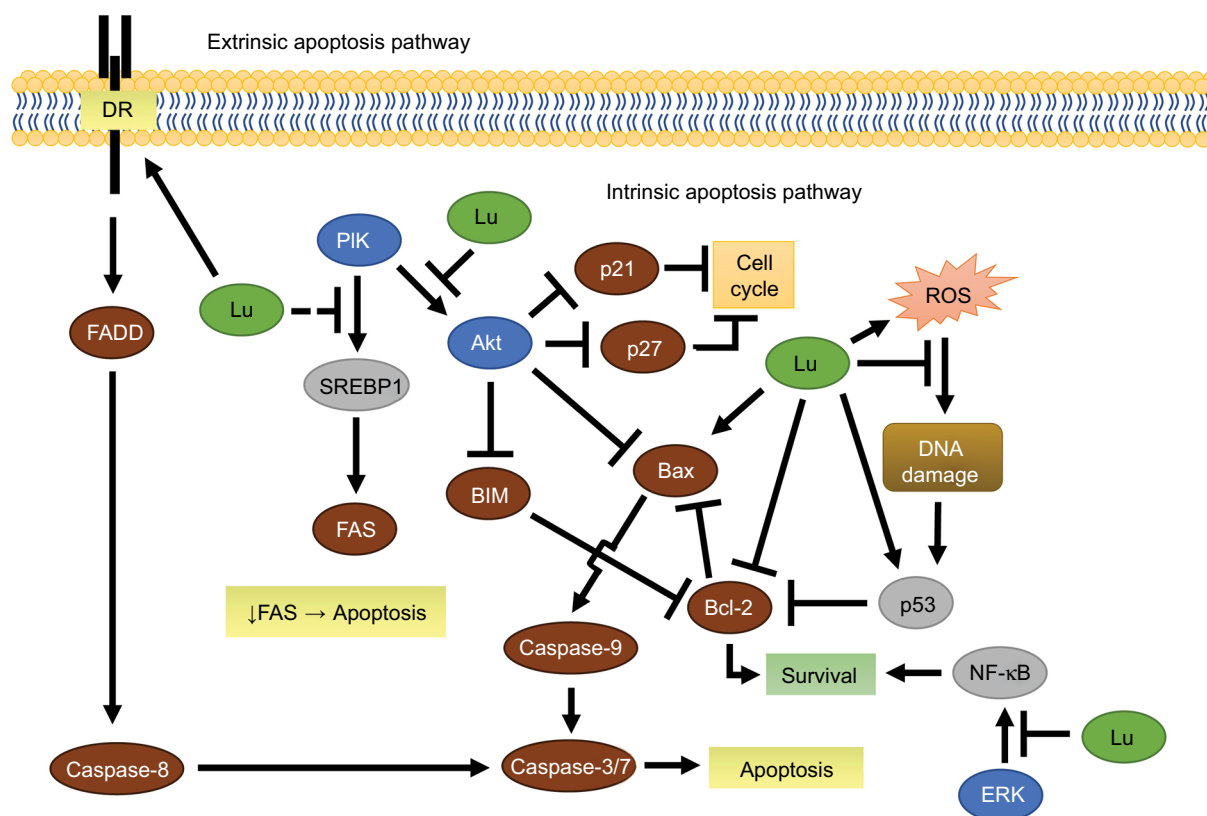 Extrinsic apoptosis pathway
DR
Intrinsic apoptosis pathway
Lu
PIK
p21
Cell
cycle
ROS
Lu
FADD
Akt
p27
Lu
SREBP1
DNA
damage
Bax
BIM
FAS
↓FAS → Apoptosis
Bcl-2
p53
Caspase-9
Survival
NF-κB
Lu
Caspase-8
Caspase-3/7
Apoptosis
ERK